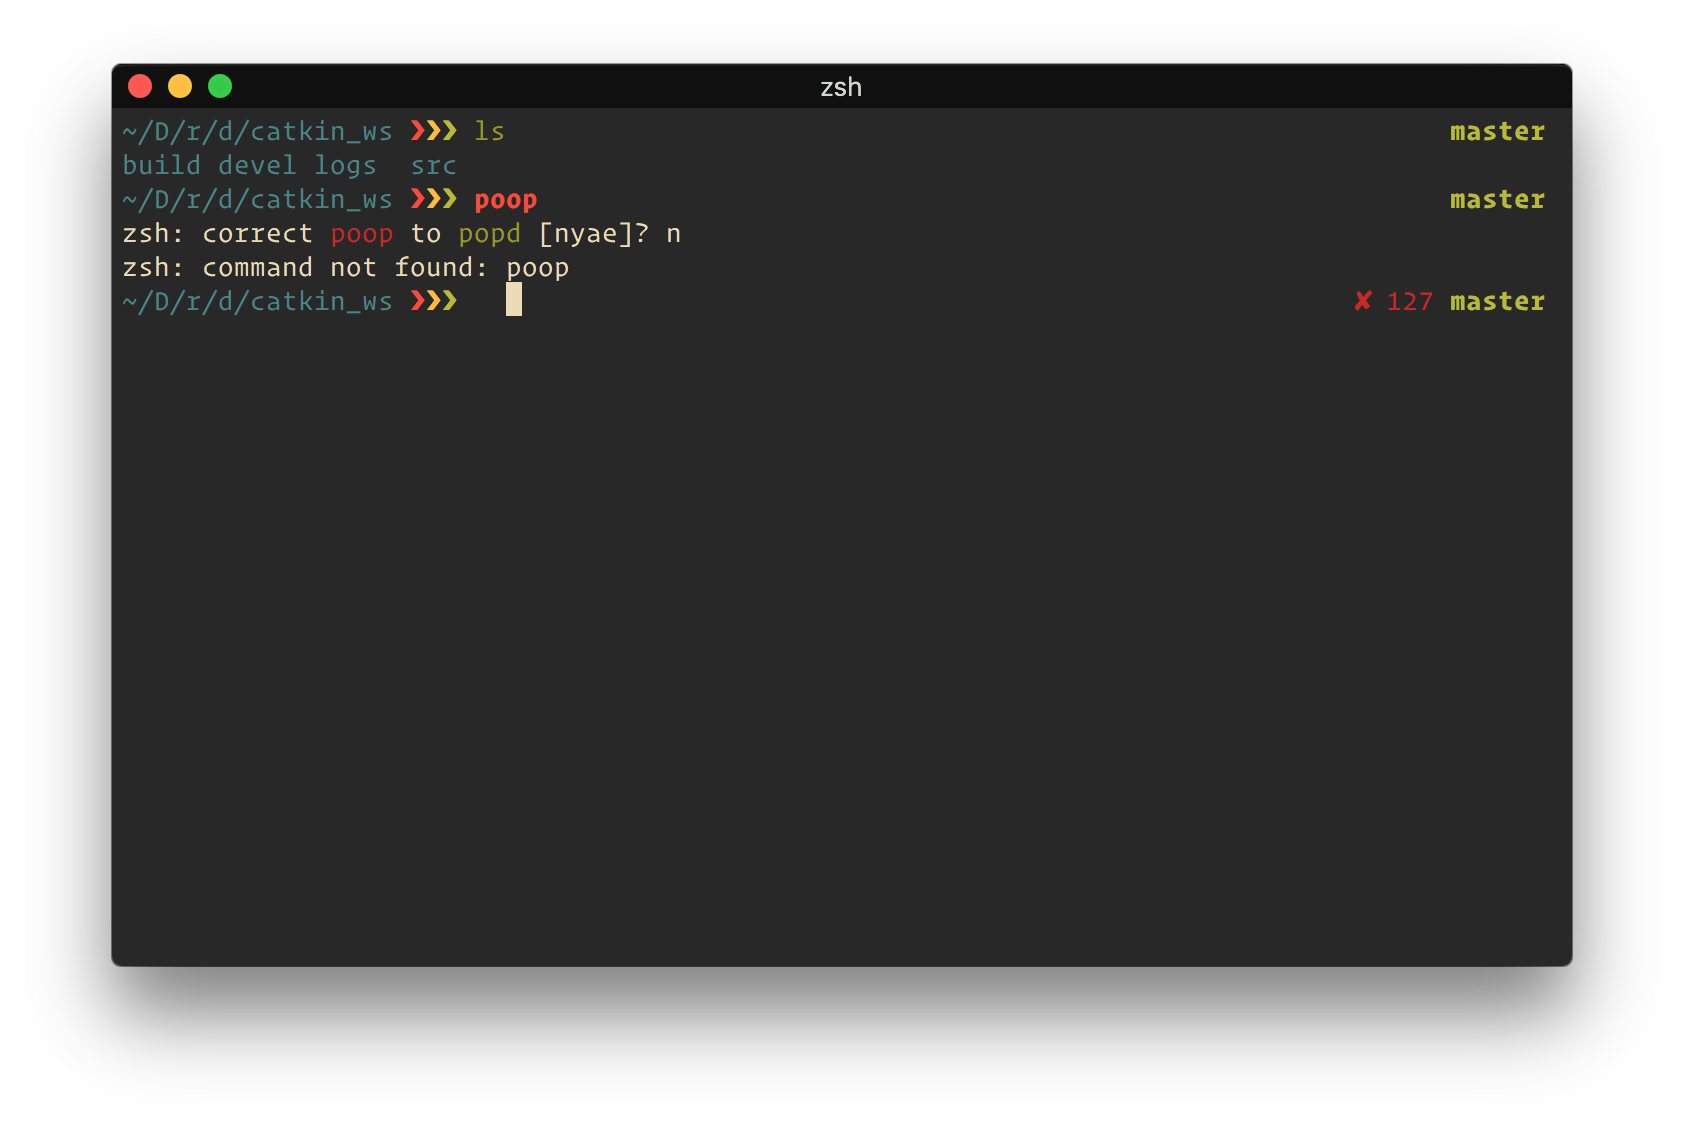 zsh
~/D/r/d/catkin_ws ❯❯❯ ls master
build devel logs  src
~/D/r/d/catkin_ws ❯❯❯ poop master
zsh: correct poop to popd [nyae]? n
zsh: command not found: poop
~/D/r/d/catkin_ws ❯❯❯ ✘ 127 master